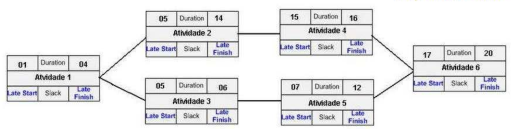 05 Duration 14
Atividade 2
Late Start Slack Late Finish
15 Duration 16
Atividade 4
Late Start Slack Late Finish
01 Duration 04
Atividade 1
Late Start Slack Late Finish
17 Duration 20
Atividade 6
Late Start Slack Late Finish
05 Duration 06
Atividade 3
Late Start Slack Late Finish
07 Duration 12
Atividade 5
Late Start Slack Late Finish